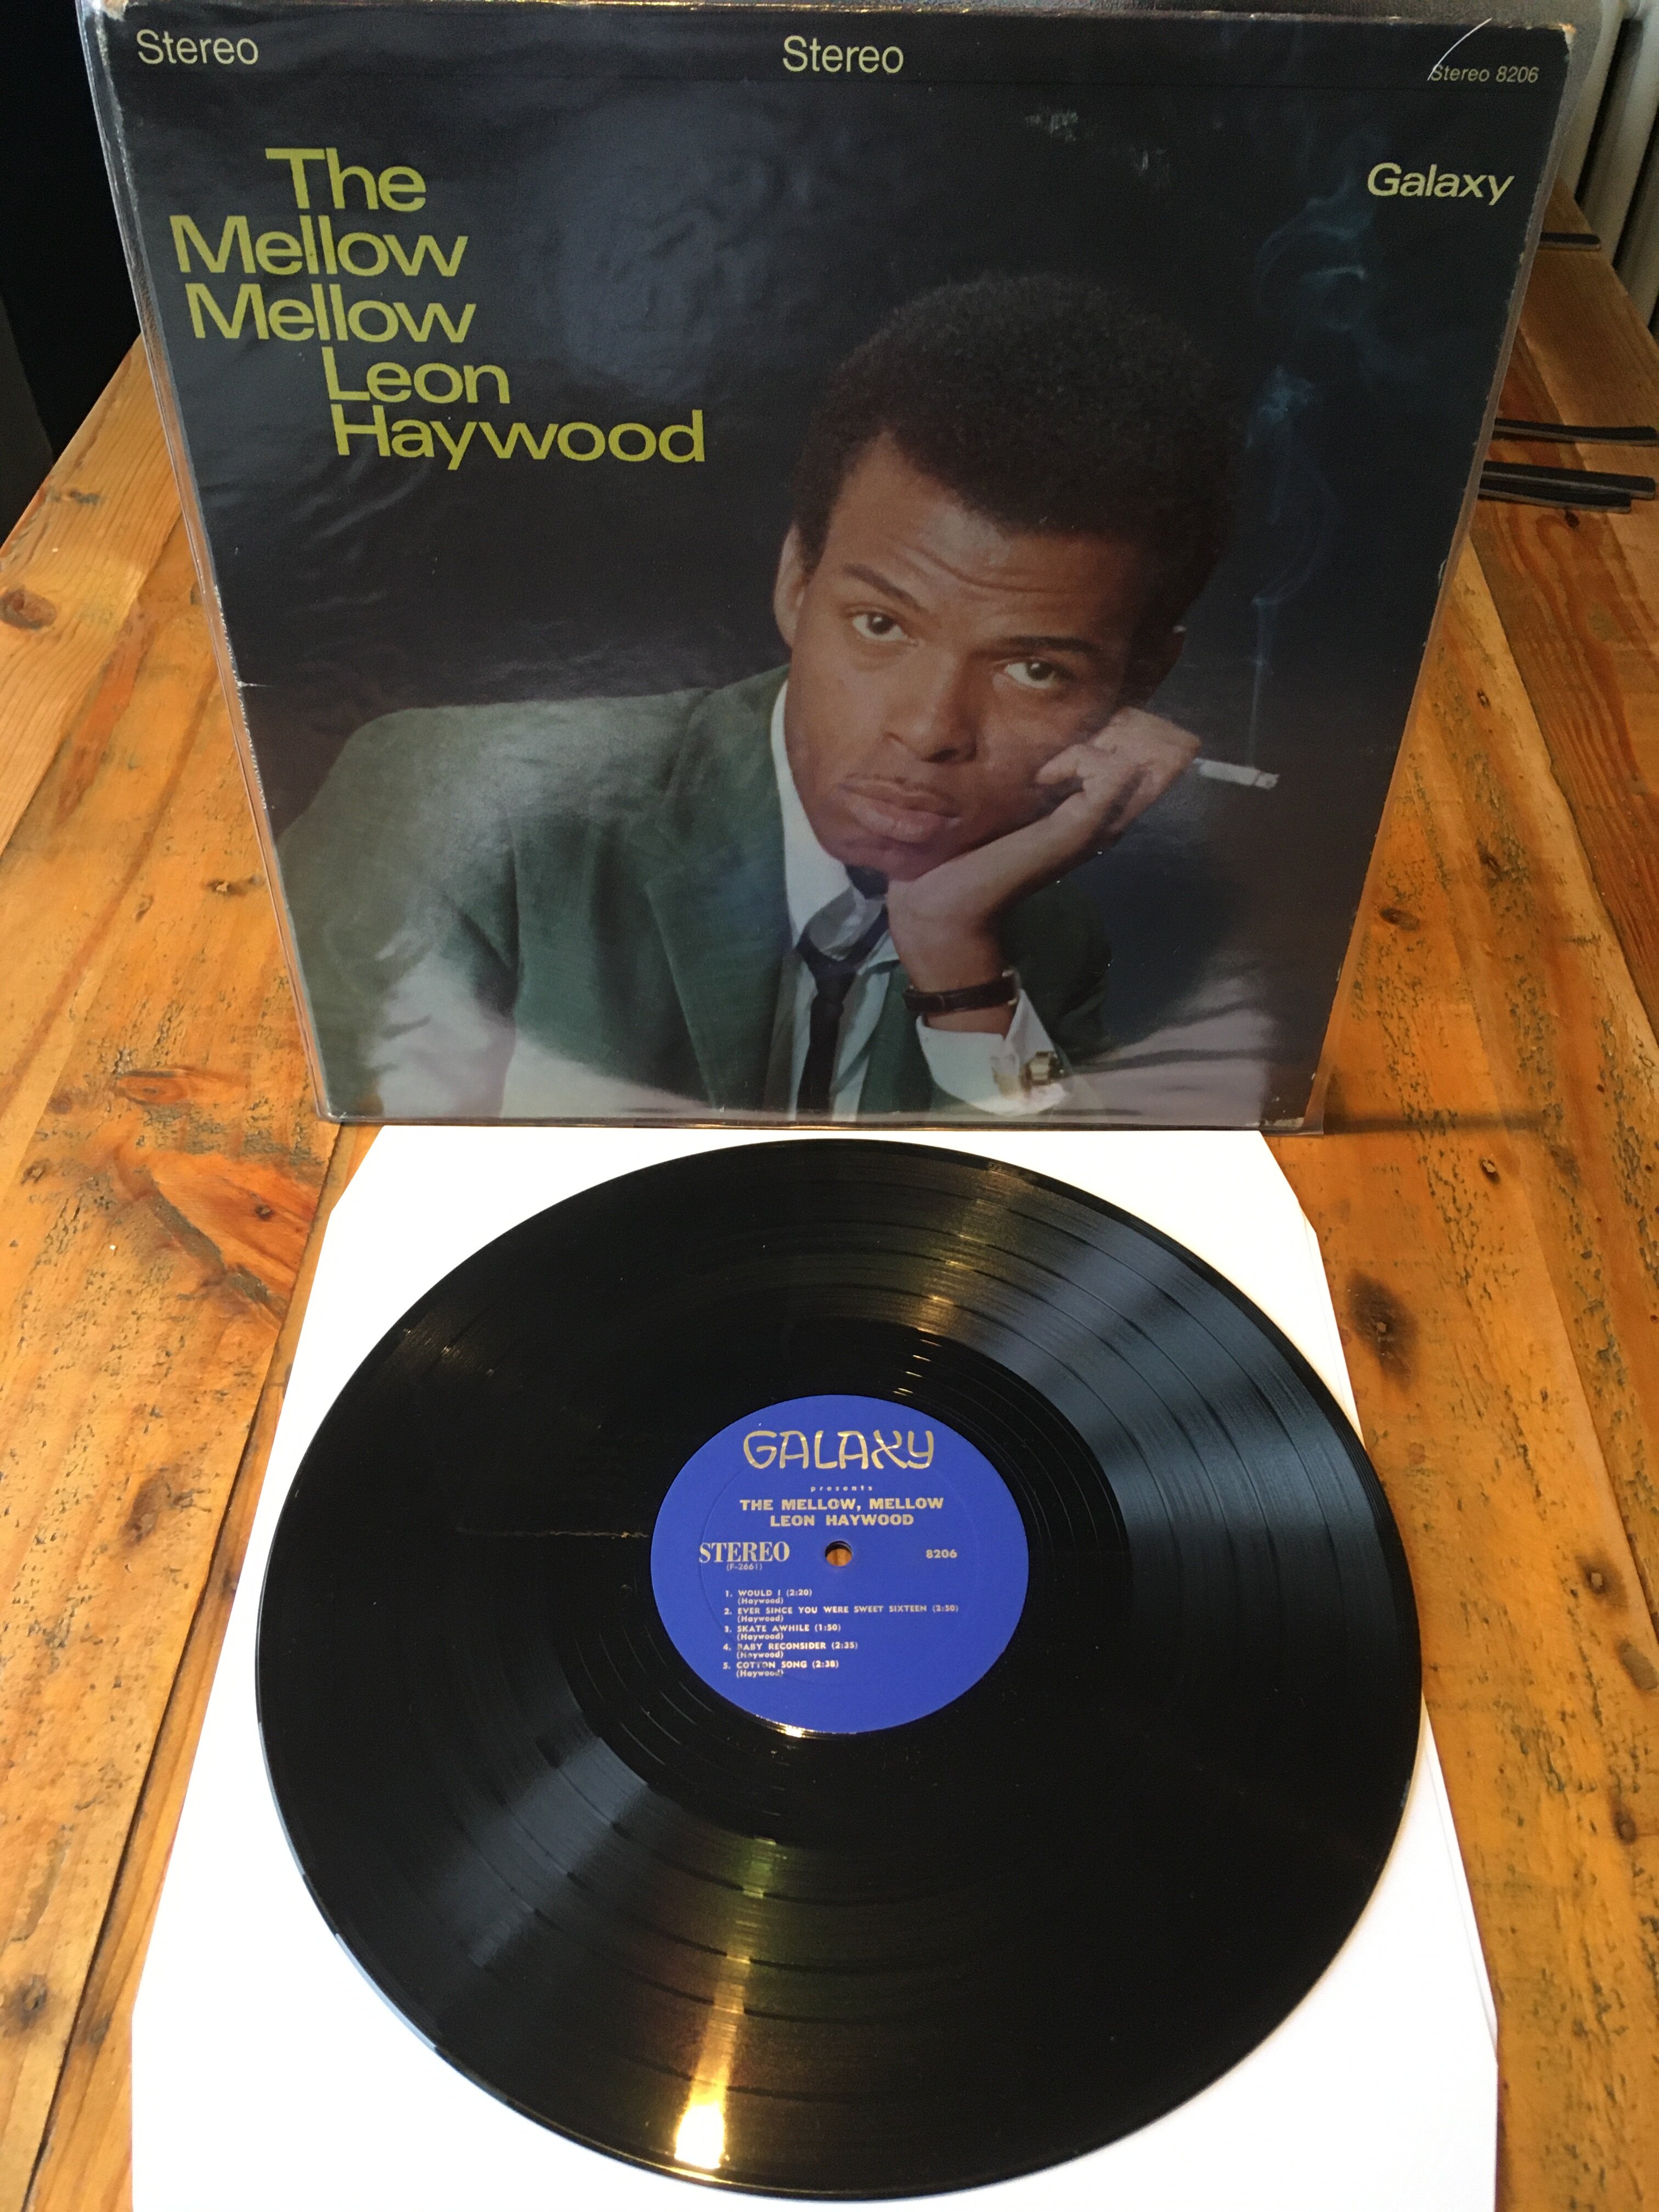 Stereo Stereo Stereo 8206
Galaxy
The
Mellow
Mellow
Leon
Haywood
GALAXY
presents
THE MELLOW, MELLOW
LEON HAYWOOD
STEREO 8206
(F-2661)
1. WOULD I (2:20)
(Haywood)
2. EVER SINCE YOU WERE SWEET SIXTEEN (2:50)
(Haywood)
3. SKATE AWHILE (1:50)
(Haywood)
4. BABY RECONSIDER (2:35)
(Haywood)
5. COTTON SONG (2:38)
(Haywood)